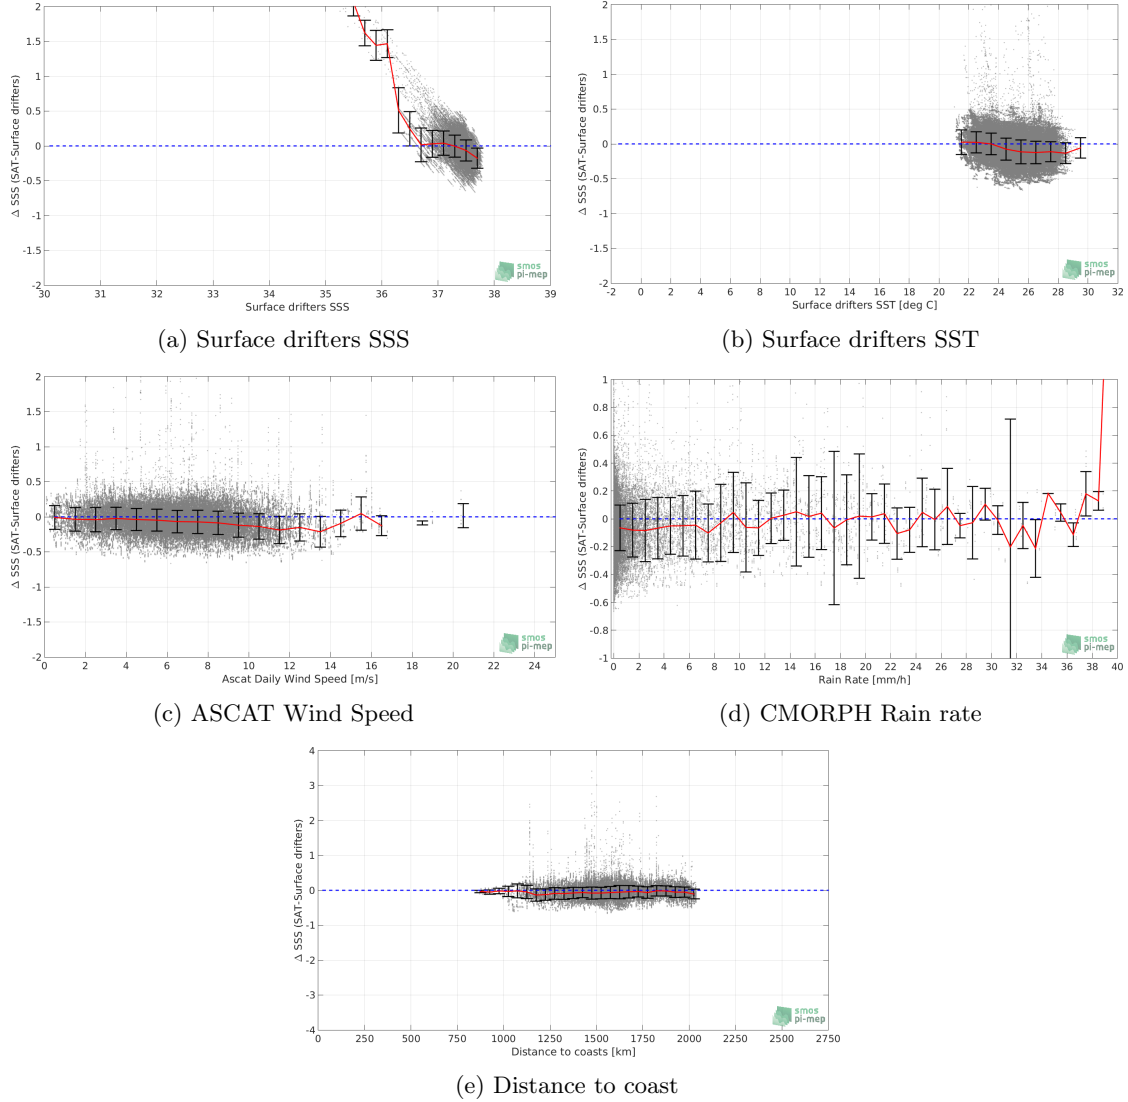 2
1.5
1
0.5
0
-0.5
-1
-1.5
-2
Δ SSS (SAT-Surface drifters)
30 31 32 33 34 35 36 37 38 39
Surface drifters SSS
smos
pi-mep
(a) Surface drifters SSS
2
1.5
1
0.5
0
-0.5
-1
-1.5
-2
Δ SSS (SAT-Surface drifters)
-2 0 2 4 6 8 10 12 14 16 18 20 22 24 26 28 30 32
Surface drifters SST [deg C]
smos
pi-mep
(b) Surface drifters SST
2
1.5
1
0.5
0
-0.5
-1
-1.5
-2
Δ SSS (SAT-Surface drifters)
0 2 4 6 8 10 12 14 16 18 20 22 24
Ascat Daily Wind Speed [m/s]
smos
pi-mep
(c) ASCAT Wind Speed
1
0.8
0.6
0.4
0.2
0
-0.2
-0.4
-0.6
-0.8
-1
Δ SSS (SAT-Surface drifters)
0 2 4 6 8 10 12 14 16 18 20 22 24 26 28 30 32 34 36 38 40
Rain Rate [mm/h]
smos
pi-mep
(d) CMORPH Rain rate
4
3
2
1
0
-1
-2
-3
-4
Δ SSS (SAT-Surface drifters)
0 250 500 750 1000 1250 1500 1750 2000 2250 2500 2750
Distance to coasts [km]
smos
pi-mep
(e) Distance to coast